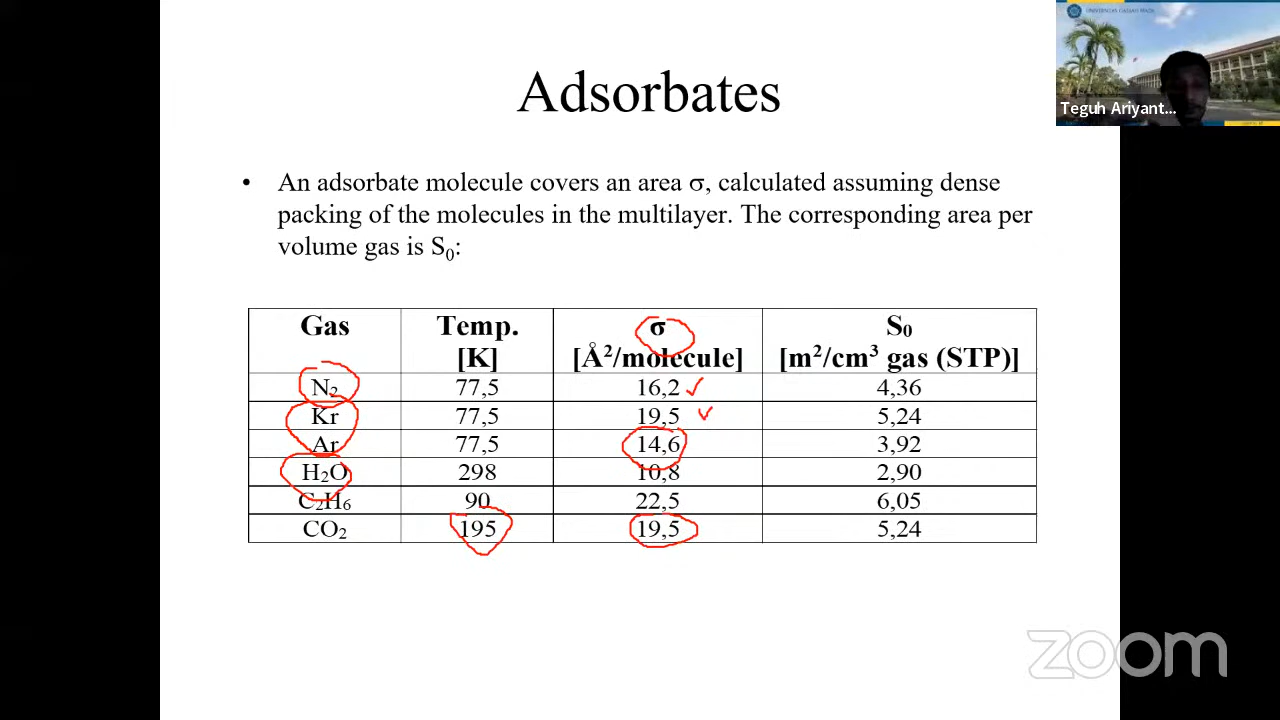 UNIVERSITAS GADJAH MADA
Teguh Ariyant...
Adsorbates
• An adsorbate molecule covers an area σ, calculated assuming dense
packing of the molecules in the multilayer. The corresponding area per
volume gas is S₀:
Gas Temp. σ S₀
[K] [Å²/molecule] [m²/cm³ gas (STP)]
N₂ 77,5 16,2 4,36
Kr 77,5 19,5 5,24
Ar 77,5 14,6 3,92
H₂O 298 10,8 2,90
C₂H₆ 90 22,5 6,05
CO₂ 195 19,5 5,24
zoom